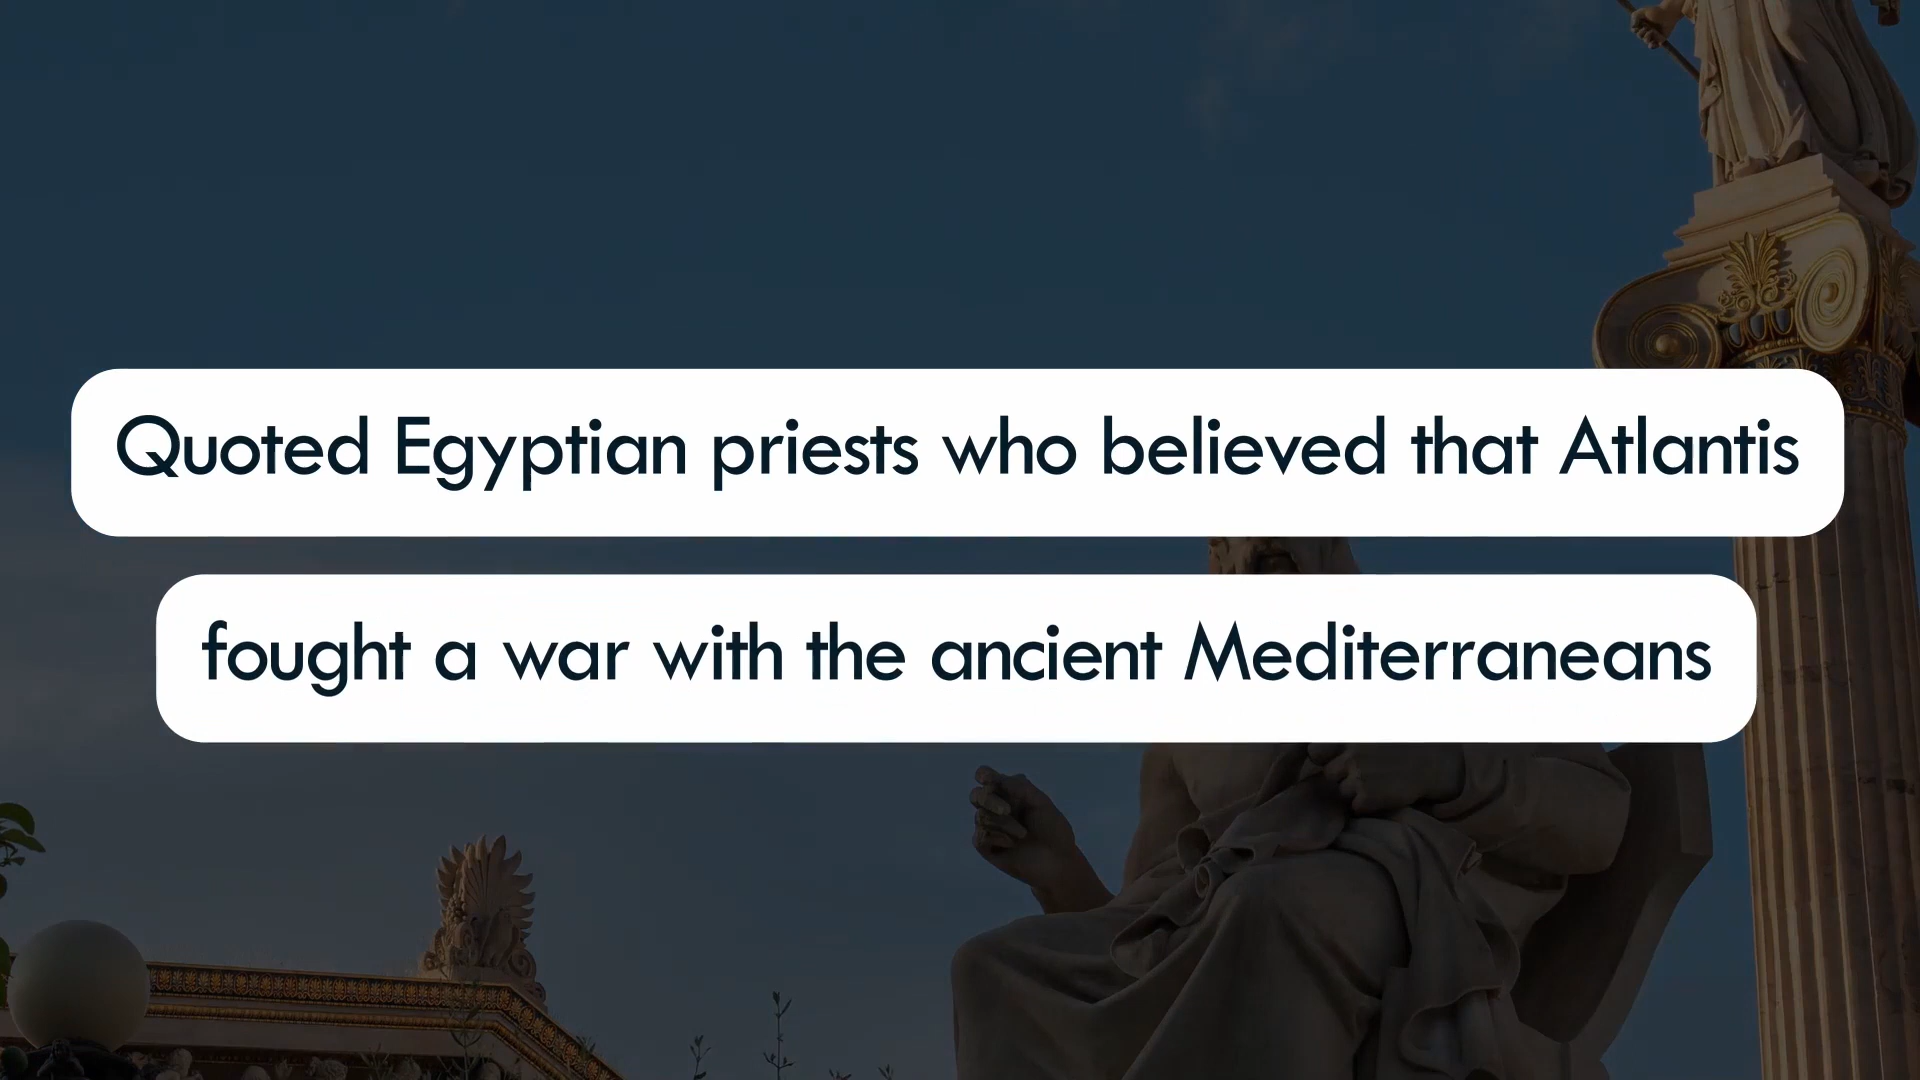 Quoted Egyptian priests who believed that Atlantis
fought a war with the ancient Mediterraneans